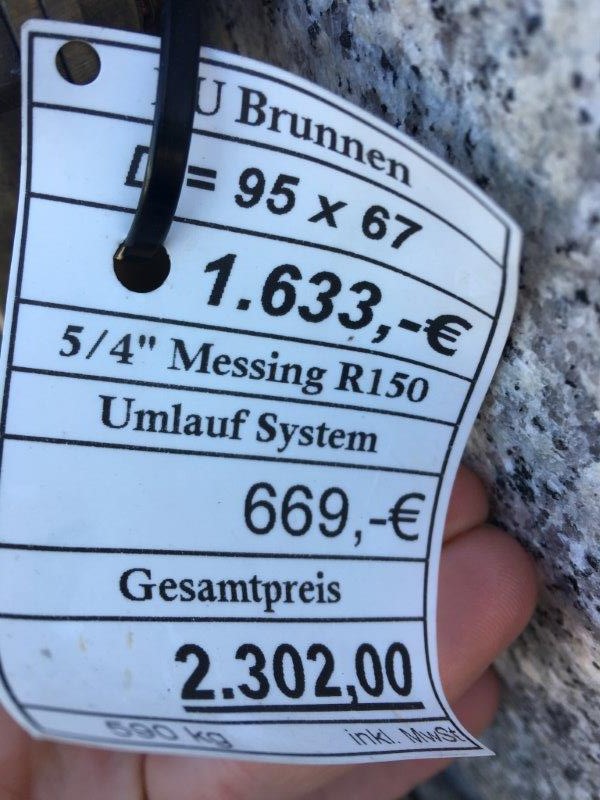 Brunnen
= 95 x 67
1.633,-€
5/4" Messing R150
Umlauf System
669,-€
Gesamtpreis
2.302,00
590 kg inkl. MwSt